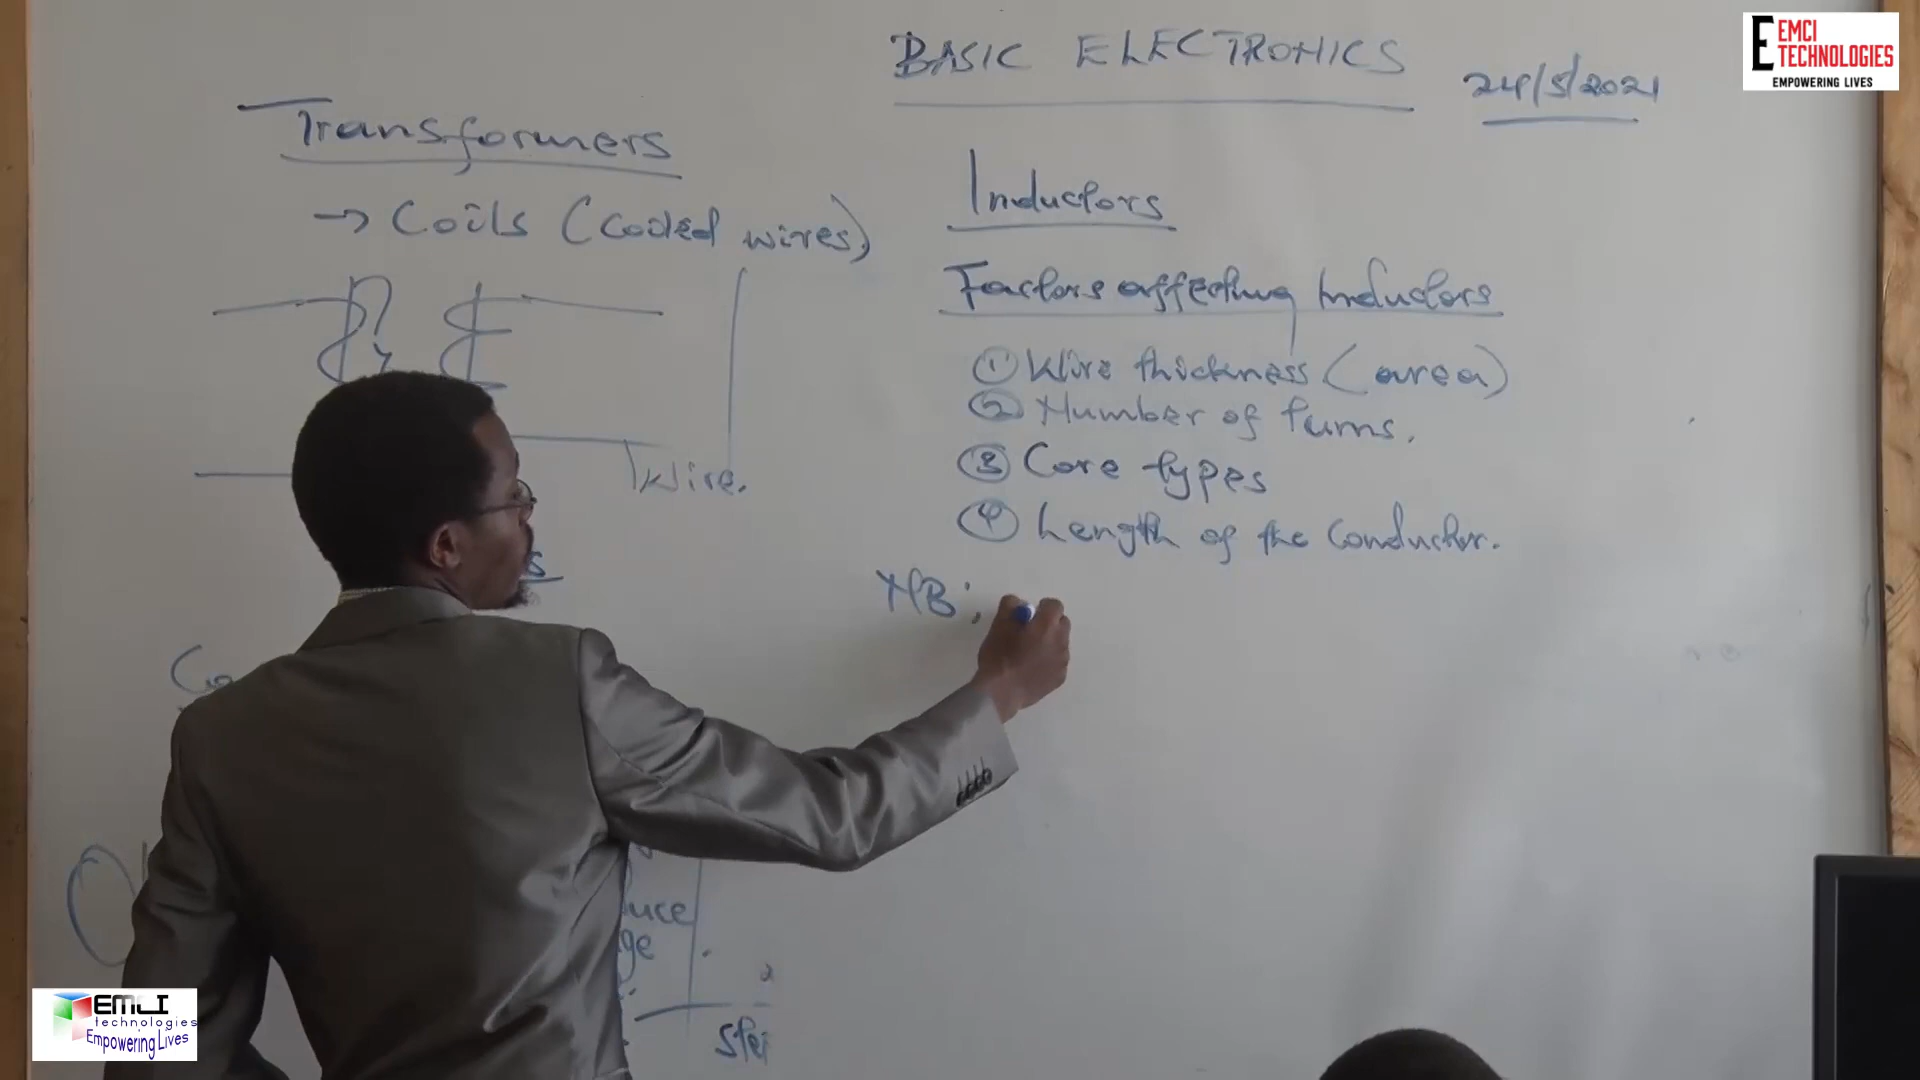 BASIC ELECTRONICS
24/5/2021
EMCI
TECHNOLOGIES
EMPOWERING LIVES
Transformers
→ Coils (coiled wires)
Wire.
Inductors
Factors affecting Inductors
① Wire thickness (area)
② Number of turns.
③ Core types
④ Length of the Conductor.
NB:
uce
ge
EMCI
technologies
Empowering Lives